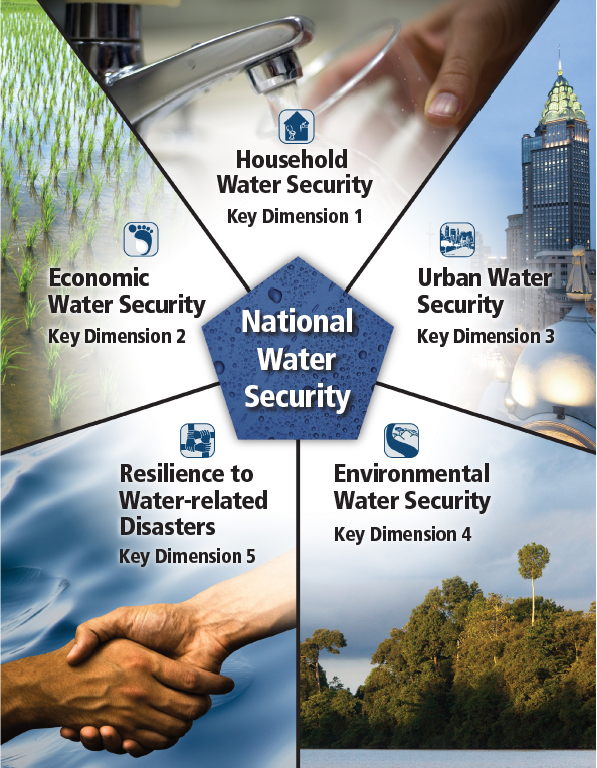 Household
Water Security
Key Dimension 1
Economic
Water Security
Key Dimension 2
Urban Water
Security
Key Dimension 3
National
Water
Security
Resilience to
Water-related
Disasters
Key Dimension 5
Environmental
Water Security
Key Dimension 4